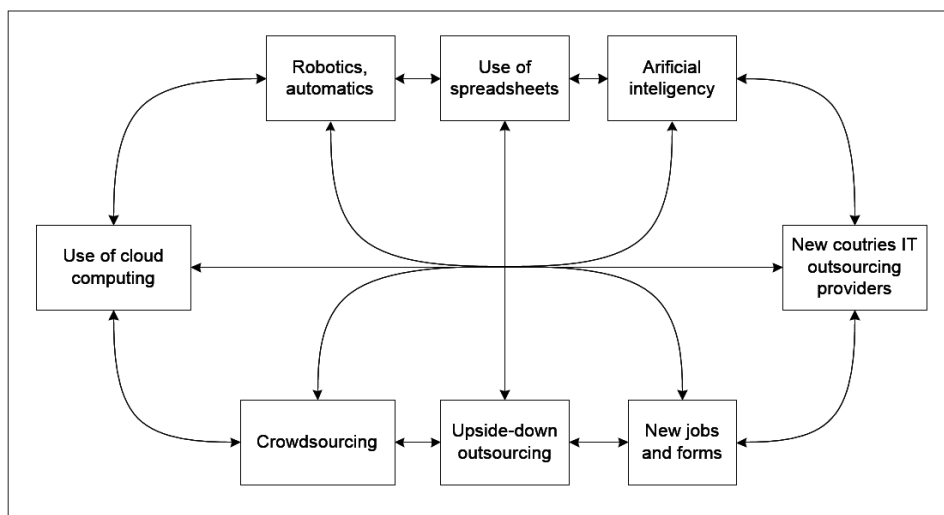 Robotics,
automatics
Use of
spreadsheets
Arificial
inteligency
Use of cloud
computing
New coutries IT
outsourcing
providers
Crowdsourcing
Upside-down
outsourcing
New jobs
and forms